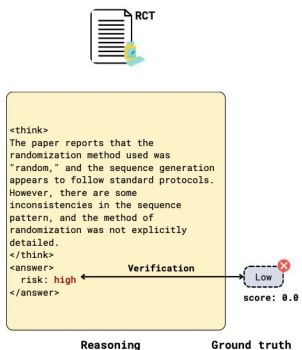 RCT
<think>
The paper reports that the
randomization method used was
"random," and the sequence generation
appears to follow standard protocols.
However, there are some
inconsistencies in the sequence
pattern, and the method of
randomization was not explicitly
detailed.
</think>
<answer>
risk: high
</answer>
Verification
Low
score: 0.0
Reasoning
Ground truth